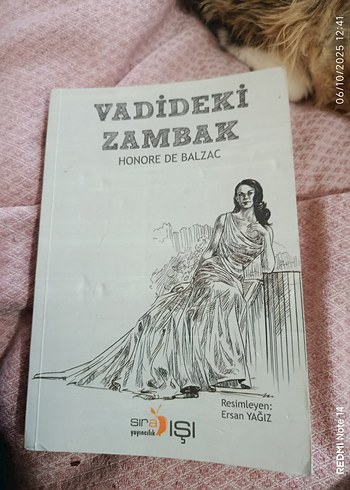 VADİDEKİ
ZAMBAK
HONORE DE BALZAC
Resimleyen:
Ersan YAĞIZ
sıra
yayıncılık IŞI
06/10/2025 12:41
REDMI Note 14